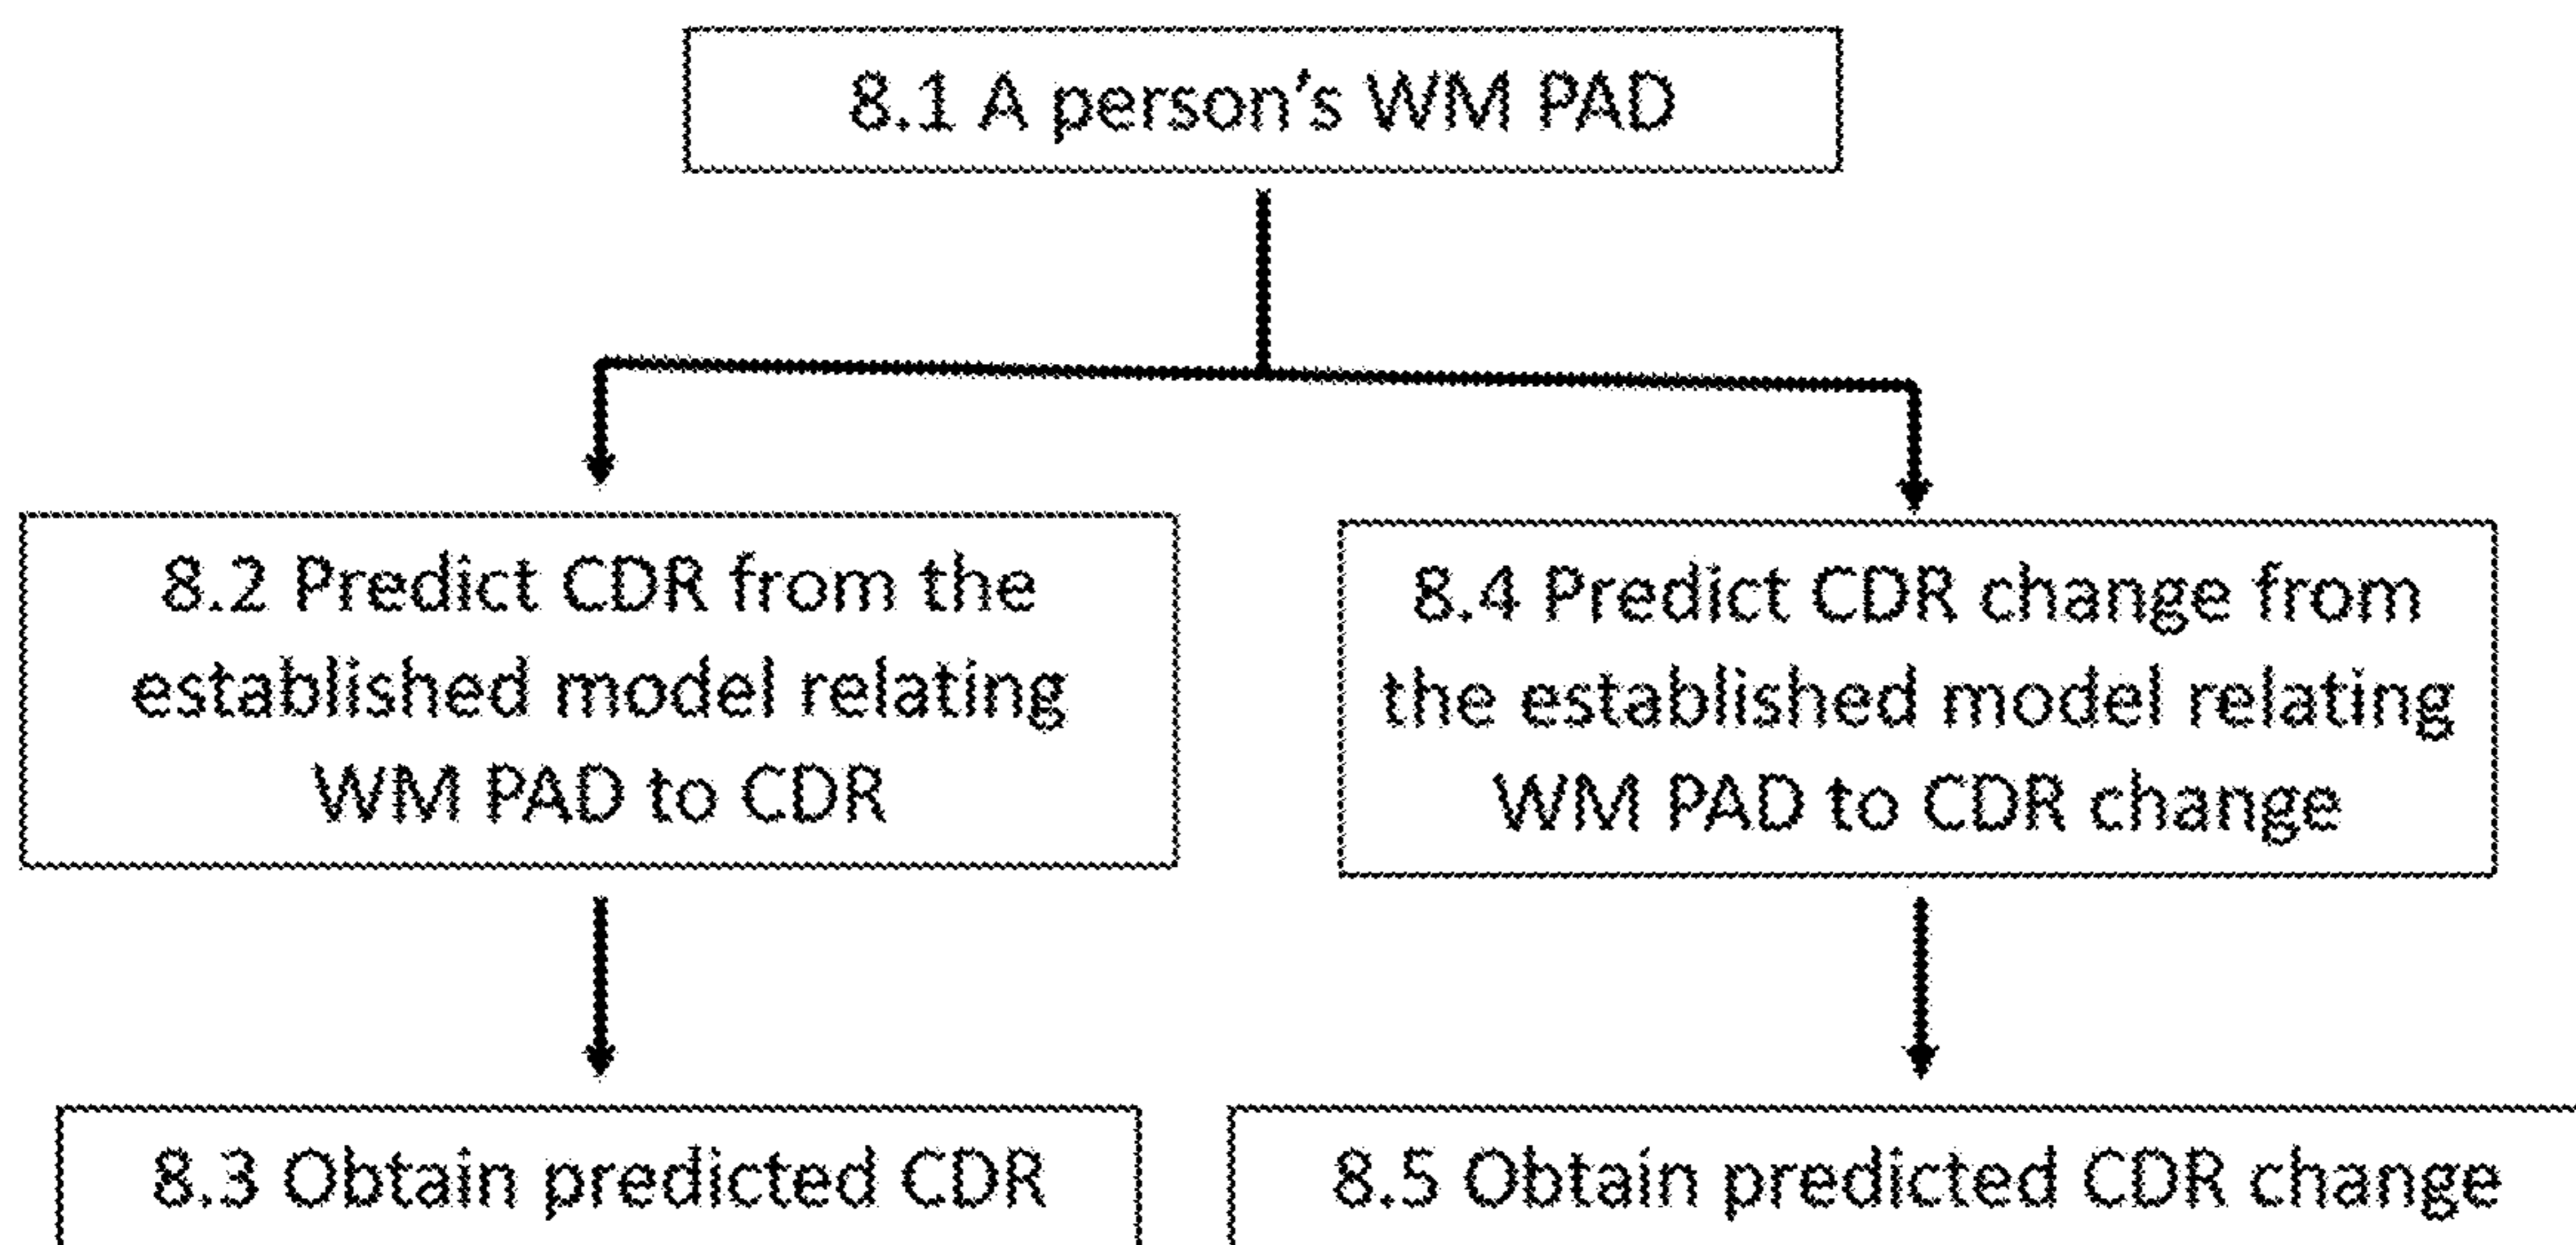 8.1 A person's WM PAD
8.2 Predict CDR from the
established model relating
WM PAD to CDR
8.4 Predict CDR change from
the established model relating
WM PAD to CDR change
8.3 Obtain predicted CDR
8.5 Obtain predicted CDR change